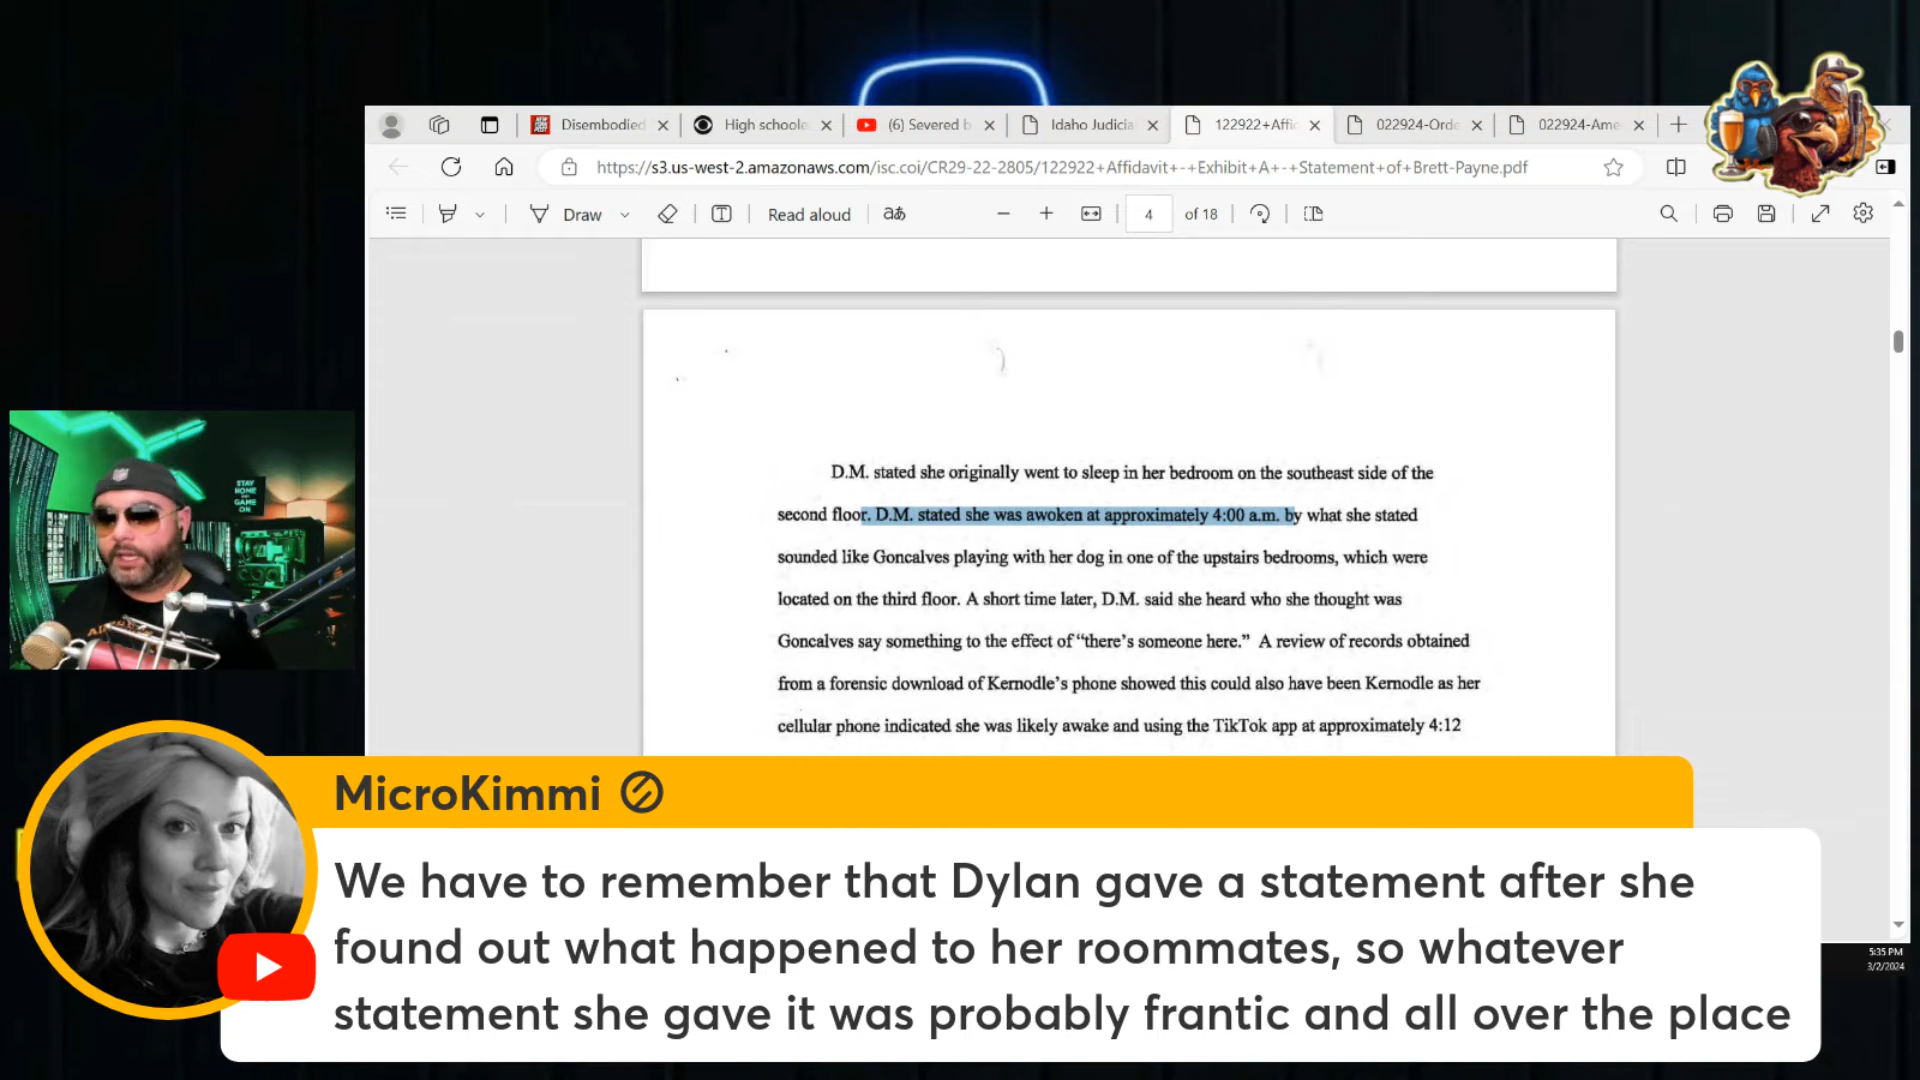 Disembodied
High schoole
(6) Severed b
Idaho Judicia
122922+Affi
022924-Orde
022924-Ame
https://s3.us-west-2.amazonaws.com/isc.coi/CR29-22-2805/122922+Affidavit+-+Exhibit+A+-+Statement+of+Brett-Payne.pdf
Draw
Read aloud
aあ
4
of 18
D.M. stated she originally went to sleep in her bedroom on the southeast side of the
second floor. D.M. stated she was awoken at approximately 4:00 a.m. by what she stated
sounded like Goncalves playing with her dog in one of the upstairs bedrooms, which were
located on the third floor. A short time later, D.M. said she heard who she thought was
Goncalves say something to the effect of “there’s someone here.” A review of records obtained
from a forensic download of Kernodle’s phone showed this could also have been Kernodle as her
cellular phone indicated she was likely awake and using the TikTok app at approximately 4:12
STAY
HOME
GAME
ON
MicroKimmi
We have to remember that Dylan gave a statement after she
found out what happened to her roommates, so whatever
statement she gave it was probably frantic and all over the place
5:35 PM
3/2/2024